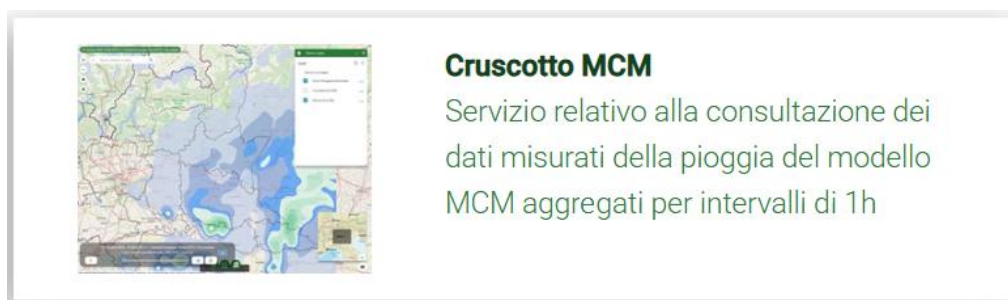 Cruscotto MCM
Servizio relativo alla consultazione dei
dati misurati della pioggia del modello
MCM aggregati per intervalli di 1h